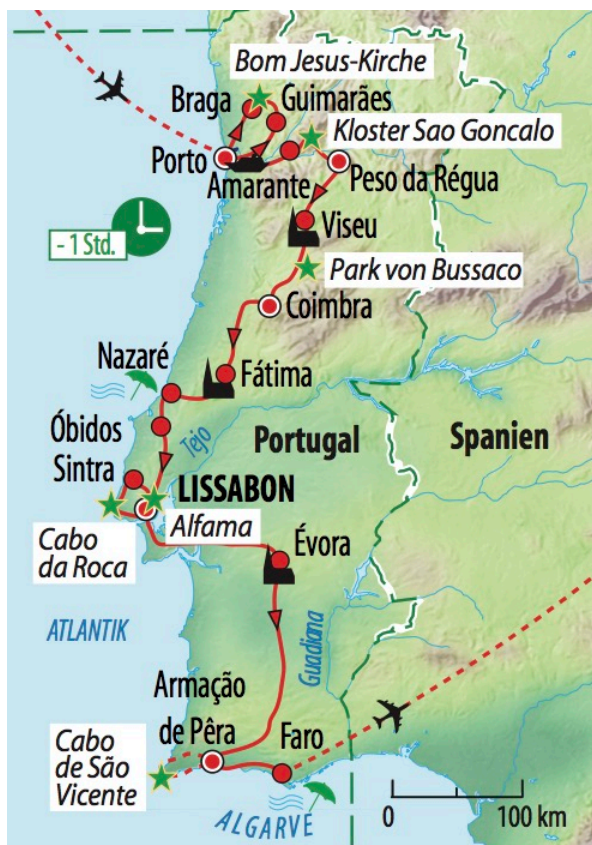 Bom Jesus-Kirche
Braga
Guimarães
Kloster Sao Goncalo
Porto
Amarante
Peso da Régua
- 1 Std.
Viseu
Park von Bussaco
Coimbra
Nazaré
Fátima
Óbidos
Tejo
Portugal
Spanien
Sintra
LISSABON
Alfama
Cabo
da Roca
Évora
ATLANTIK
Guadiana
Armação
de Pêra
Faro
Cabo
de São
Vicente
ALGARVE
0
100 km